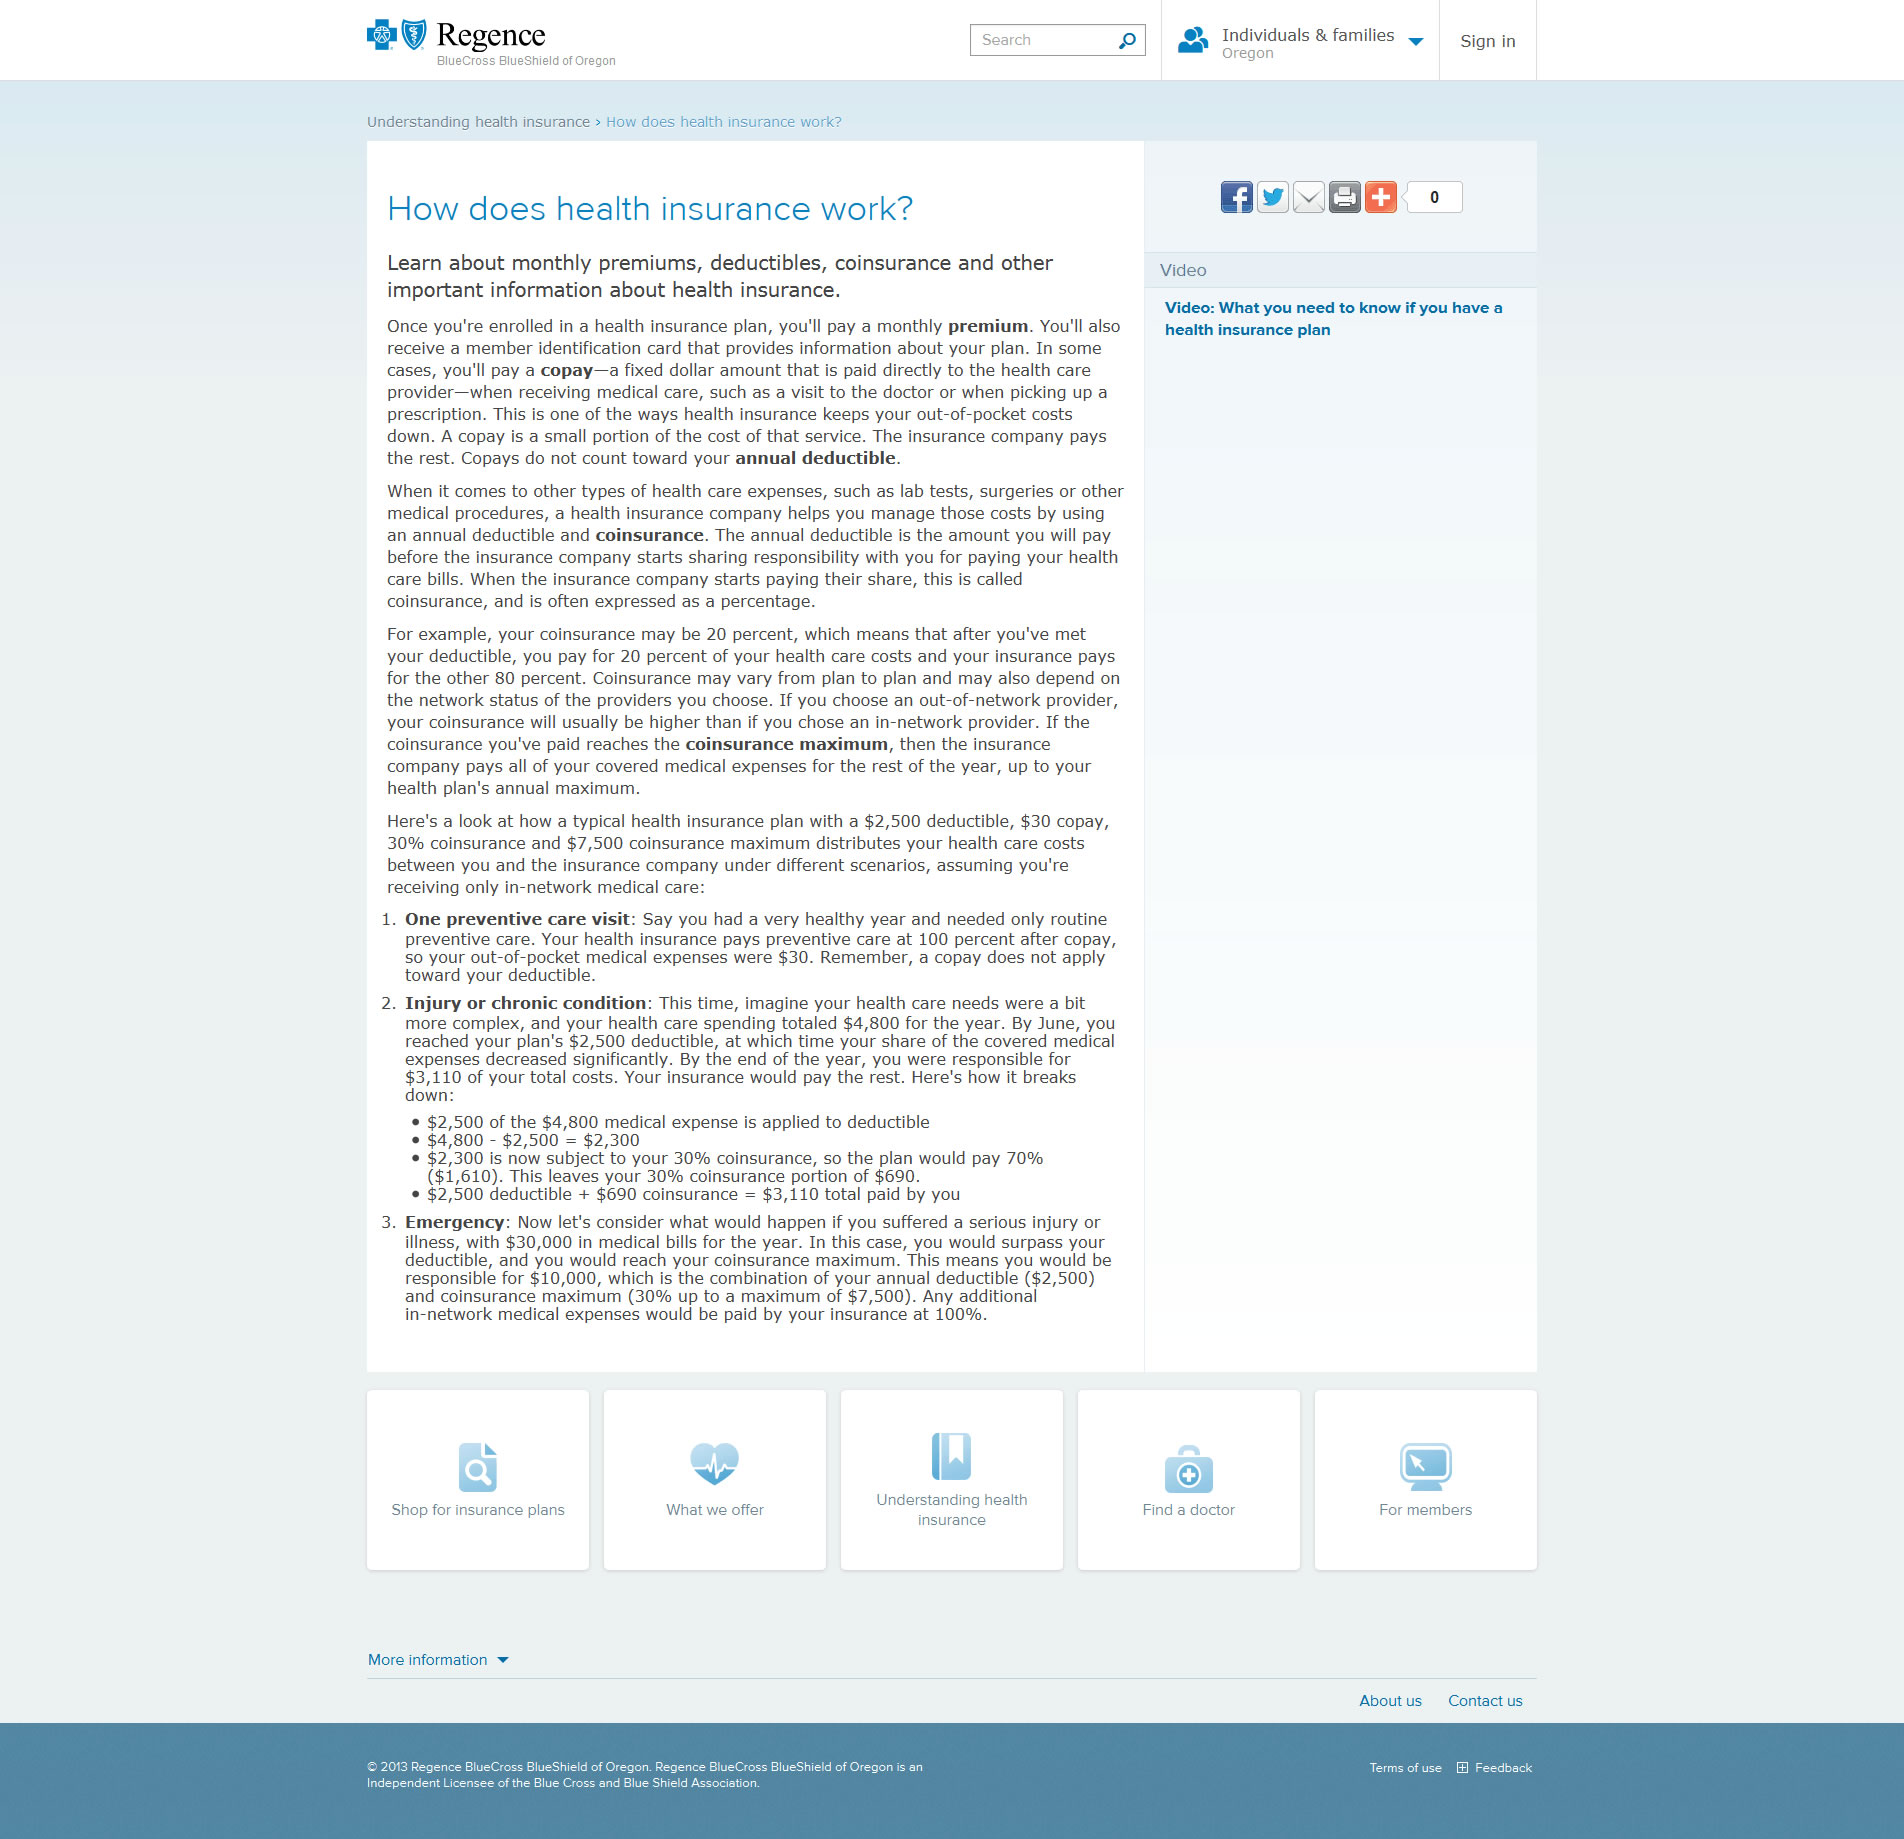 Regence
BlueCross BlueShield of Oregon
Search
Individuals & families
Oregon
Sign in
Understanding health insurance › How does health insurance work?
How does health insurance work?
Learn about monthly premiums, deductibles, coinsurance and other
important information about health insurance.
Once you're enrolled in a health insurance plan, you'll pay a monthly premium. You'll also
receive a member identification card that provides information about your plan. In some
cases, you'll pay a copay—a fixed dollar amount that is paid directly to the health care
provider—when receiving medical care, such as a visit to the doctor or when picking up a
prescription. This is one of the ways health insurance keeps your out-of-pocket costs
down. A copay is a small portion of the cost of that service. The insurance company pays
the rest. Copays do not count toward your annual deductible.
When it comes to other types of health care expenses, such as lab tests, surgeries or other
medical procedures, a health insurance company helps you manage those costs by using
an annual deductible and coinsurance. The annual deductible is the amount you will pay
before the insurance company starts sharing responsibility with you for paying your health
care bills. When the insurance company starts paying their share, this is called
coinsurance, and is often expressed as a percentage.
For example, your coinsurance may be 20 percent, which means that after you've met
your deductible, you pay for 20 percent of your health care costs and your insurance pays
for the other 80 percent. Coinsurance may vary from plan to plan and may also depend on
the network status of the providers you choose. If you choose an out-of-network provider,
your coinsurance will usually be higher than if you chose an in-network provider. If the
coinsurance you've paid reaches the coinsurance maximum, then the insurance
company pays all of your covered medical expenses for the rest of the year, up to your
health plan's annual maximum.
Here's a look at how a typical health insurance plan with a $2,500 deductible, $30 copay,
30% coinsurance and $7,500 coinsurance maximum distributes your health care costs
between you and the insurance company under different scenarios, assuming you're
receiving only in-network medical care:
1. One preventive care visit: Say you had a very healthy year and needed only routine
preventive care. Your health insurance pays preventive care at 100 percent after copay,
so your out-of-pocket medical expenses were $30. Remember, a copay does not apply
toward your deductible.
2. Injury or chronic condition: This time, imagine your health care needs were a bit
more complex, and your health care spending totaled $4,800 for the year. By June, you
reached your plan's $2,500 deductible, at which time your share of the covered medical
expenses decreased significantly. By the end of the year, you were responsible for
$3,110 of your total costs. Your insurance would pay the rest. Here's how it breaks
down:
• $2,500 of the $4,800 medical expense is applied to deductible
• $4,800 - $2,500 = $2,300
• $2,300 is now subject to your 30% coinsurance, so the plan would pay 70%
($1,610). This leaves your 30% coinsurance portion of $690.
• $2,500 deductible + $690 coinsurance = $3,110 total paid by you
3. Emergency: Now let's consider what would happen if you suffered a serious injury or
illness, with $30,000 in medical bills for the year. In this case, you would surpass your
deductible, and you would reach your coinsurance maximum. This means you would be
responsible for $10,000, which is the combination of your annual deductible ($2,500)
and coinsurance maximum (30% up to a maximum of $7,500). Any additional
in-network medical expenses would be paid by your insurance at 100%.
0
Video
Video: What you need to know if you have a
health insurance plan
Shop for insurance plans
What we offer
Understanding health
insurance
Find a doctor
For members
More information
About us
Contact us
© 2013 Regence BlueCross BlueShield of Oregon. Regence BlueCross BlueShield of Oregon is an
Independent Licensee of the Blue Cross and Blue Shield Association.
Terms of use
Feedback